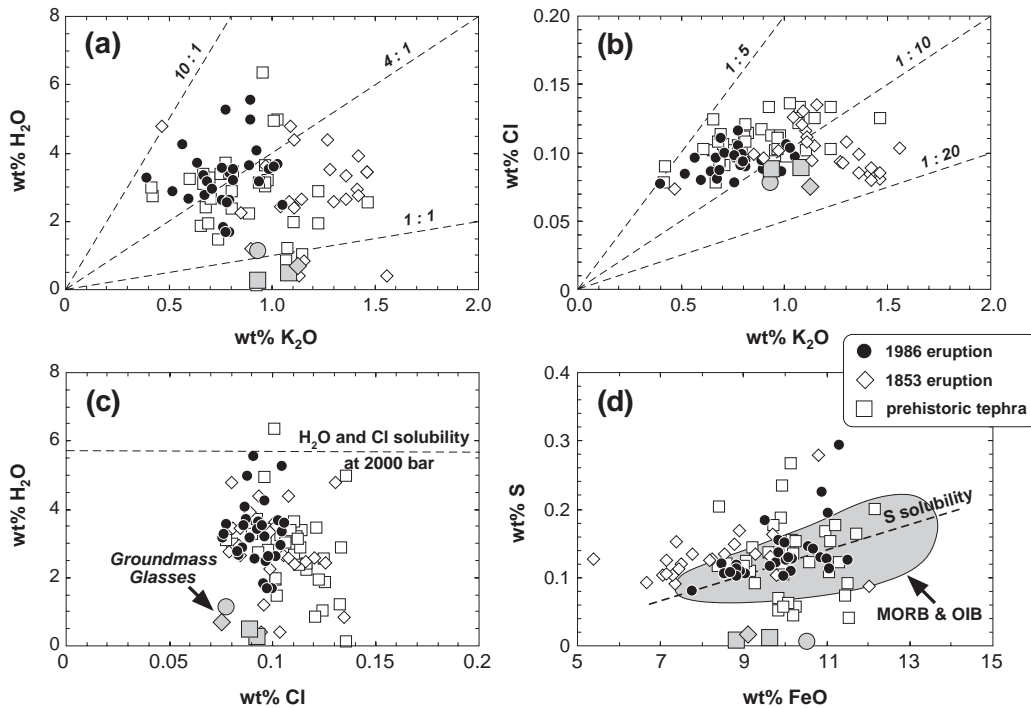 (a)
8
6
4
2
0
wt% H₂O
10 : 1
4 : 1
1 : 1
0
0.5
1.0
1.5
2.0
wt% K₂O
(b)
0.20
0.15
0.10
0.05
0.00
wt% Cl
1 : 5
1 : 10
1 : 20
0.0
0.5
1.0
1.5
2.0
wt% K₂O
1986 eruption
1853 eruption
prehistoric tephra
(c)
8
6
4
2
0
wt% H₂O
H₂O and Cl solubility
at 2000 bar
Groundmass
Glasses
0
0.05
0.1
0.15
0.2
wt% Cl
(d)
0.4
0.3
0.2
0.1
0
wt% S
S solubility
MORB & OIB
5
7
9
11
13
15
wt% FeO